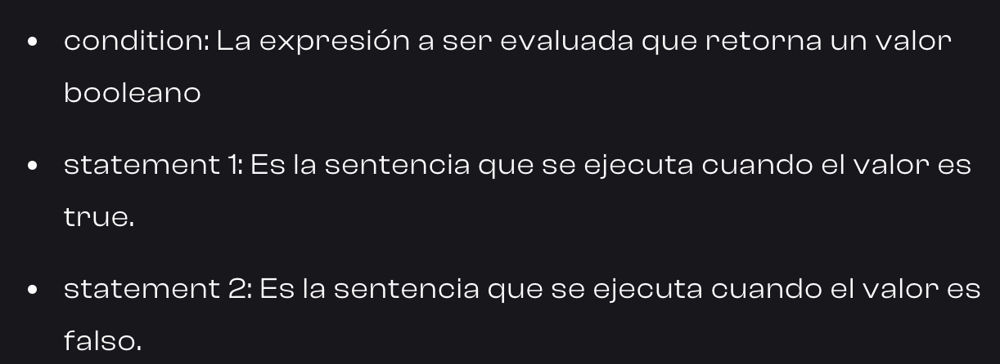 • condition: La expresión a ser evaluada que retorna un valor
booleano
• statement 1: Es la sentencia que se ejecuta cuando el valor es
true.
• statement 2: Es la sentencia que se ejecuta cuando el valor es
falso.